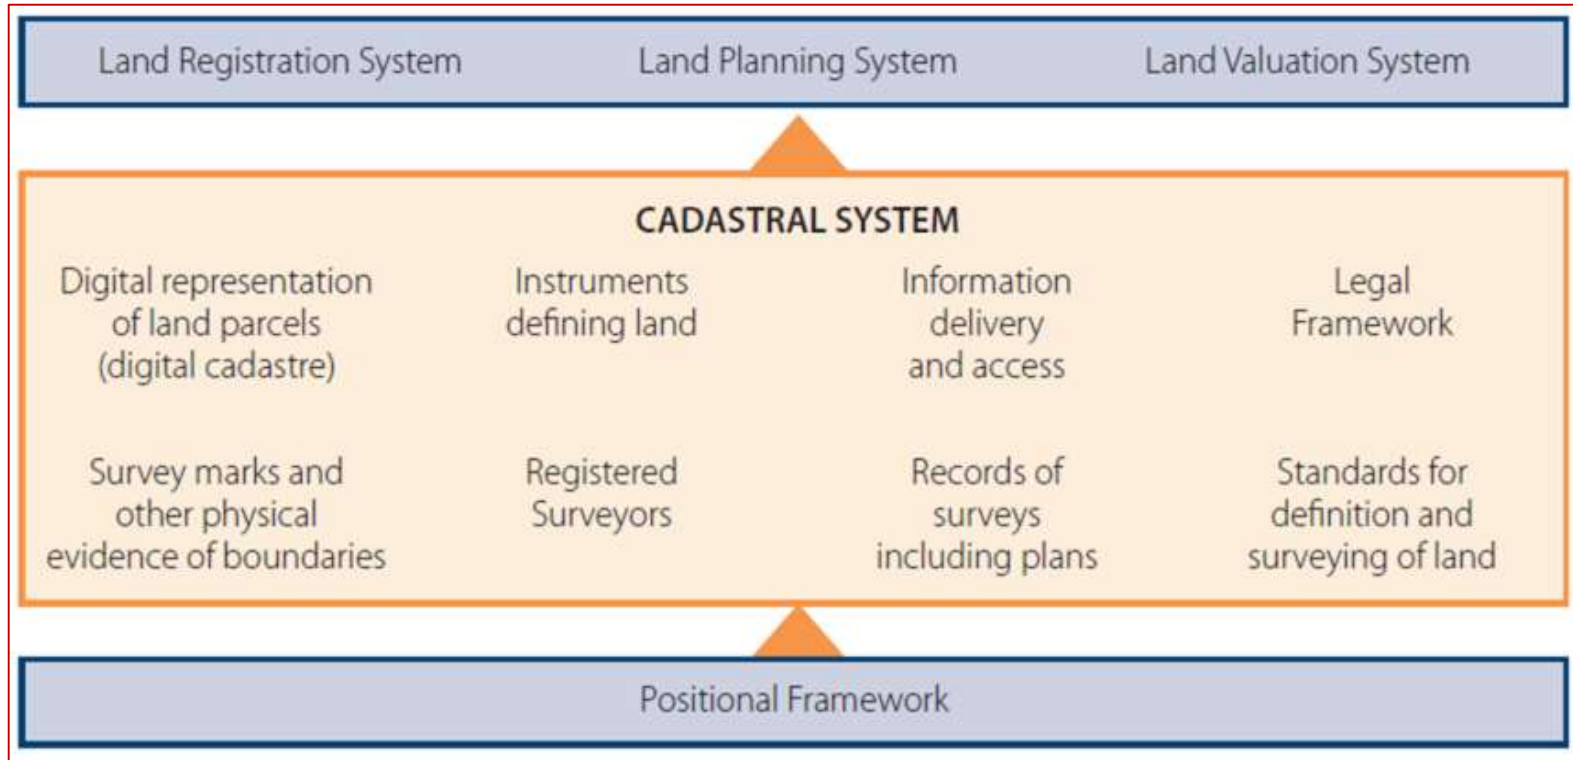 Land Registration System
Land Planning System
Land Valuation System
CADASTRAL SYSTEM
Digital representation
of land parcels
(digital cadastre)
Instruments
defining land
Information
delivery
and access
Legal
Framework
Survey marks and
other physical
evidence of boundaries
Registered
Surveyors
Records of
surveys
including plans
Standards for
definition and
surveying of land
Positional Framework